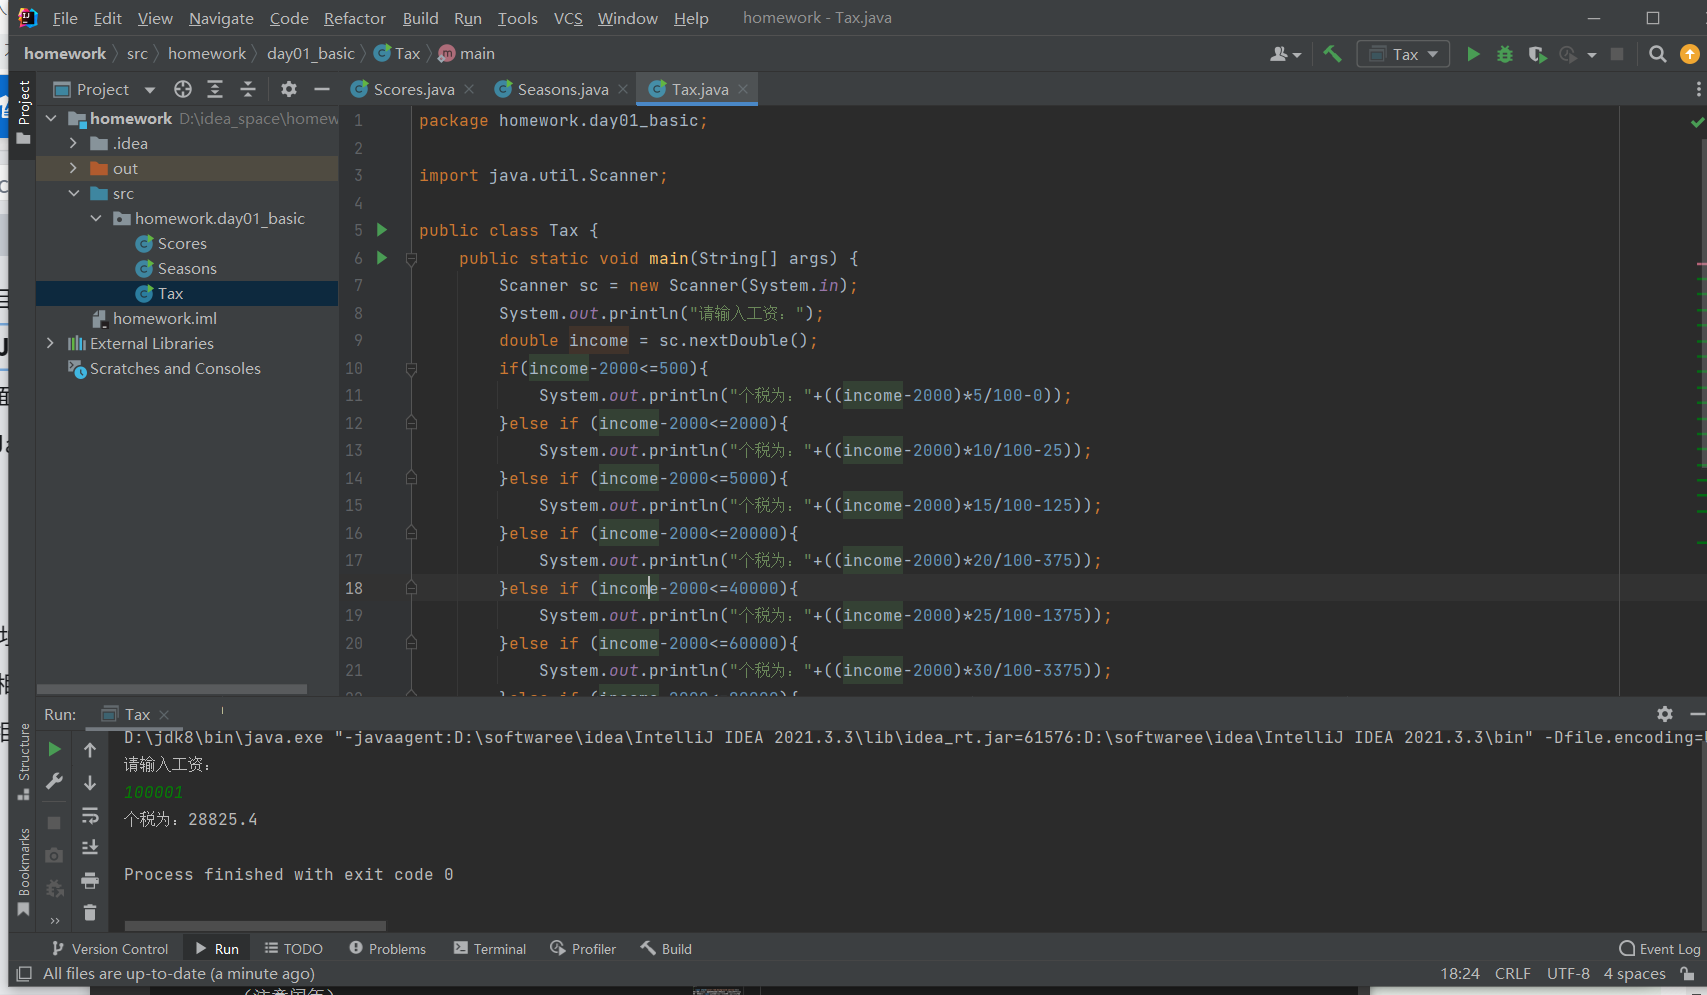 File Edit View Navigate Code Refactor Build Run Tools VCS Window Help homework - Tax.java
homework src homework day01_basic Tax main Tax
Project Scores.java Seasons.java Tax.java
Project
homework D:\idea_space\homew
.idea
out
src
homework.day01_basic
Scores
Seasons
Tax
homework.iml
External Libraries
Scratches and Consoles
1 package homework.day01_basic;
2
3 import java.util.Scanner;
4
5 public class Tax {
6 public static void main(String[] args) {
7 Scanner sc = new Scanner(System.in);
8 System.out.println("请输入工资：");
9 double income = sc.nextDouble();
10 if(income-2000<=500){
11 System.out.println("个税为："+((income-2000)*5/100-0));
12 }else if (income-2000<=2000){
13 System.out.println("个税为："+((income-2000)*10/100-25));
14 }else if (income-2000<=5000){
15 System.out.println("个税为："+((income-2000)*15/100-125));
16 }else if (income-2000<=20000){
17 System.out.println("个税为："+((income-2000)*20/100-375));
18 }else if (income-2000<=40000){
19 System.out.println("个税为："+((income-2000)*25/100-1375));
20 }else if (income-2000<=60000){
21 System.out.println("个税为："+((income-2000)*30/100-3375));
Run: Tax
D:\jdk8\bin\java.exe "-javaagent:D:\softwaree\idea\IntelliJ IDEA 2021.3.3\lib\idea_rt.jar=61576:D:\softwaree\idea\IntelliJ IDEA 2021.3.3\bin" -Dfile.encoding=
请输入工资：
100001
个税为：28825.4
Process finished with exit code 0
Structure
Bookmarks
Version Control Run TODO Problems Terminal Profiler Build Event Log
All files are up-to-date (a minute ago) 18:24 CRLF UTF-8 4 spaces